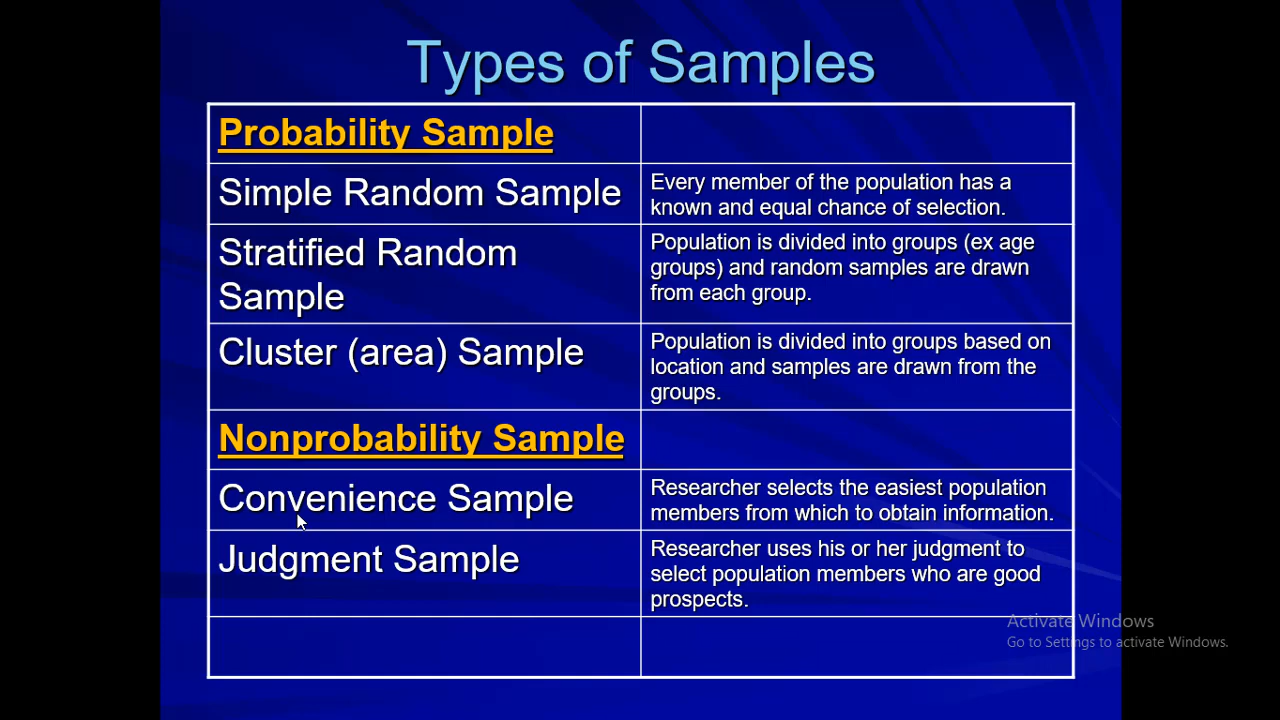 Types of Samples
Probability Sample
Simple Random Sample
Every member of the population has a
known and equal chance of selection.
Stratified Random
Sample
Population is divided into groups (ex age
groups) and random samples are drawn
from each group.
Cluster (area) Sample
Population is divided into groups based on
location and samples are drawn from the
groups.
Nonprobability Sample
Convenience Sample
Researcher selects the easiest population
members from which to obtain information.
Judgment Sample
Researcher uses his or her judgment to
select population members who are good
prospects.
Activate Windows
Go to Settings to activate Windows.